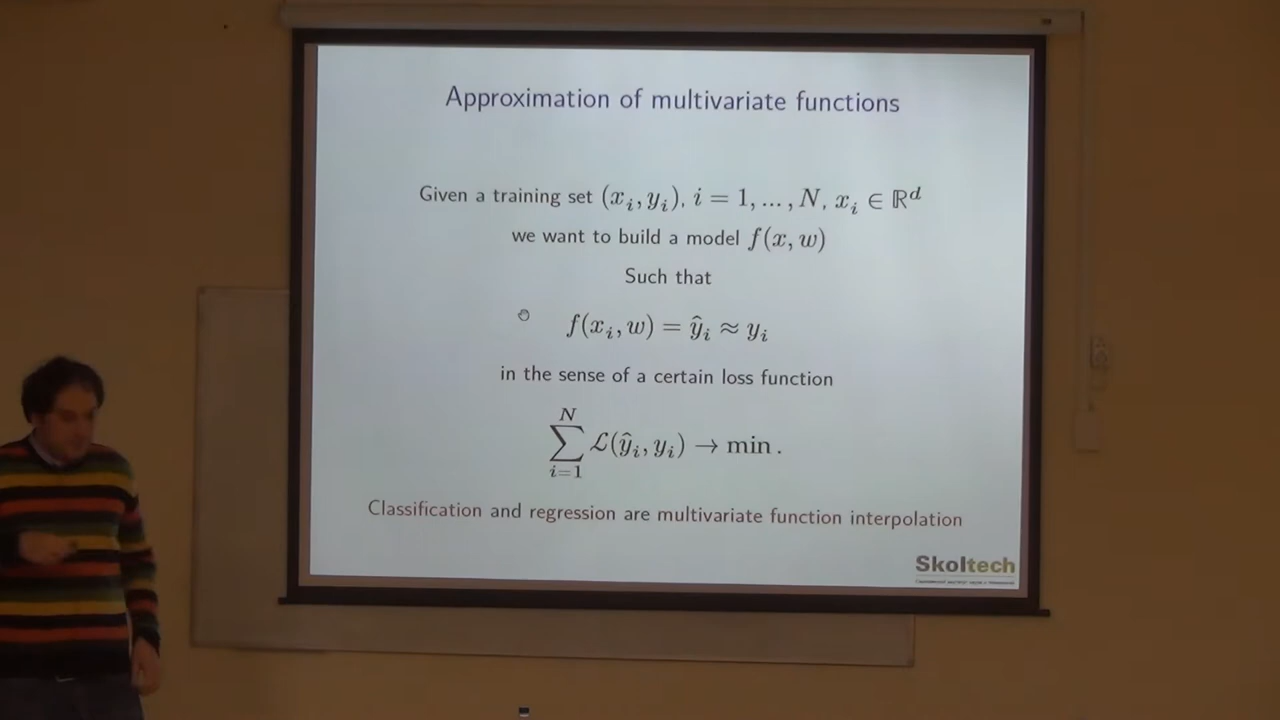 Approximation of multivariate functions
Given a training set (x_i, y_i), i = 1, ..., N, x_i ∈ ℝ^d
we want to build a model f(x, w)
Such that
f(x_i, w) = ŷ_i ≈ y_i
in the sense of a certain loss function
∑_{i=1}^{N} ℒ(ŷ_i, y_i) → min .
Classification and regression are multivariate function interpolation
Skoltech